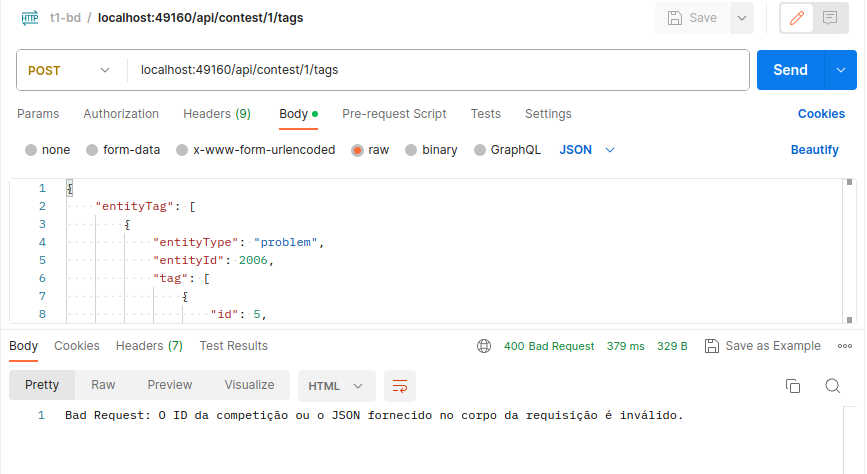 HTTP t1-bd / localhost:49160/api/contest/1/tags Save
POST localhost:49160/api/contest/1/tags Send
Params Authorization Headers (9) Body Pre-request Script Tests Settings Cookies
none form-data x-www-form-urlencoded raw binary GraphQL JSON Beautify
1 {
2 "entityTag": [
3 {
4 "entityType": "problem",
5 "entityId": 2006,
6 "tag": [
7 {
8 "id": 5,
Body Cookies Headers (7) Test Results 400 Bad Request 379 ms 329 B Save as Example
Pretty Raw Preview Visualize HTML
1 Bad Request: O ID da competição ou o JSON fornecido no corpo da requisição é inválido.